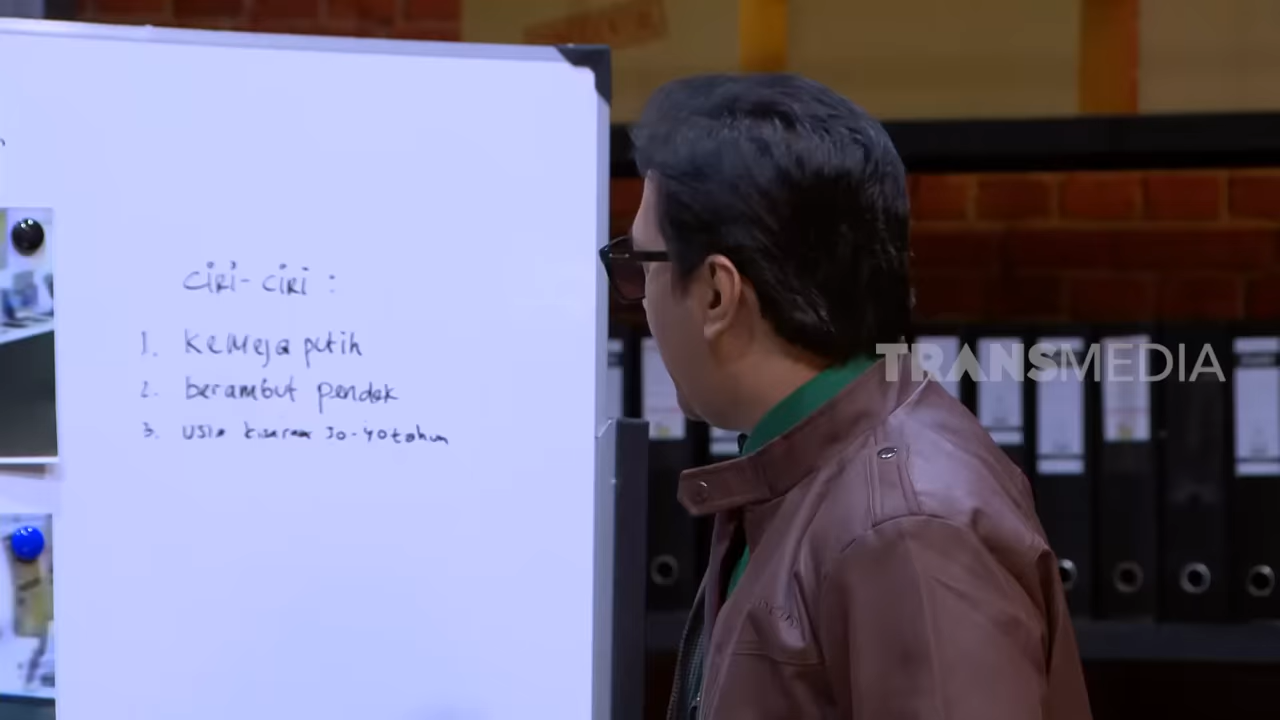 CIRI-CIRI :
1. Kemeja putih
2. berambut pendek
3. USIA kisaran 30-40 tahun
TRANSMEDIA